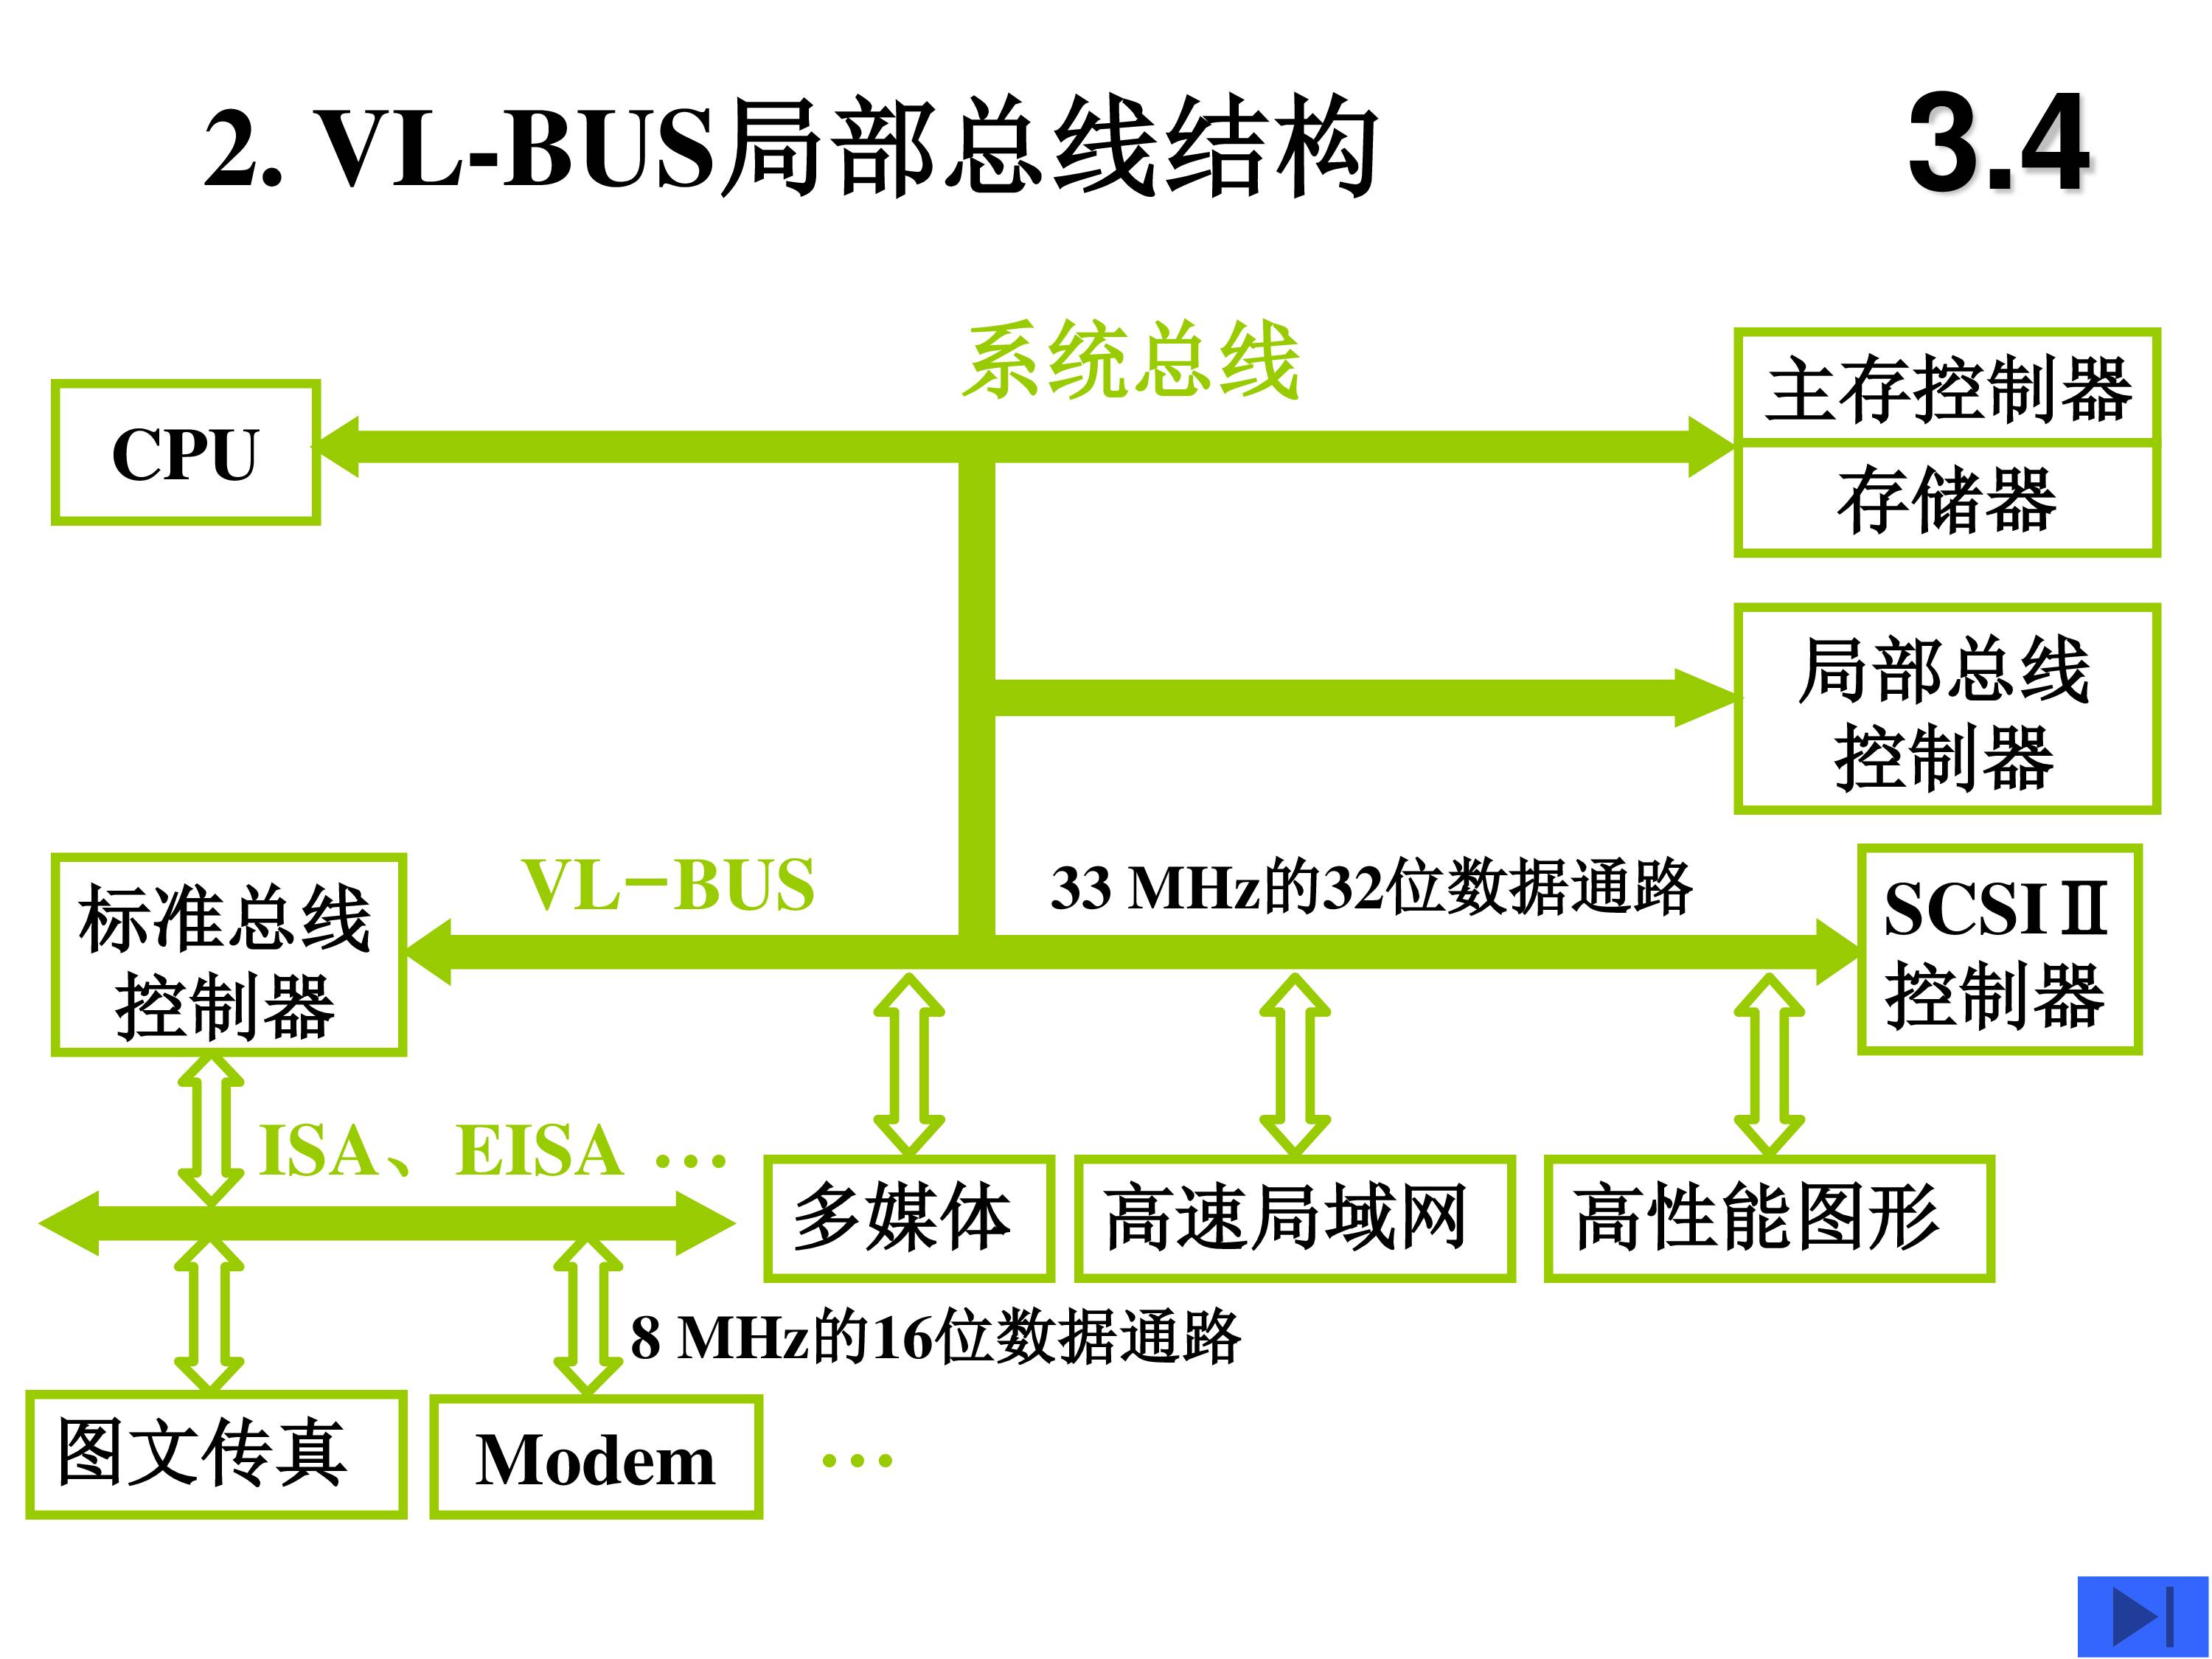 2. VL-BUS局部总线结构
3.4
系统总线
CPU
主存控制器
存储器
局部总线
控制器
VL－BUS
33 MHz的32位数据通路
标准总线
控制器
SCSI Ⅱ
控制器
ISA、EISA …
多媒体
高速局域网
高性能图形
8 MHz的16位数据通路
图文传真
Modem
…